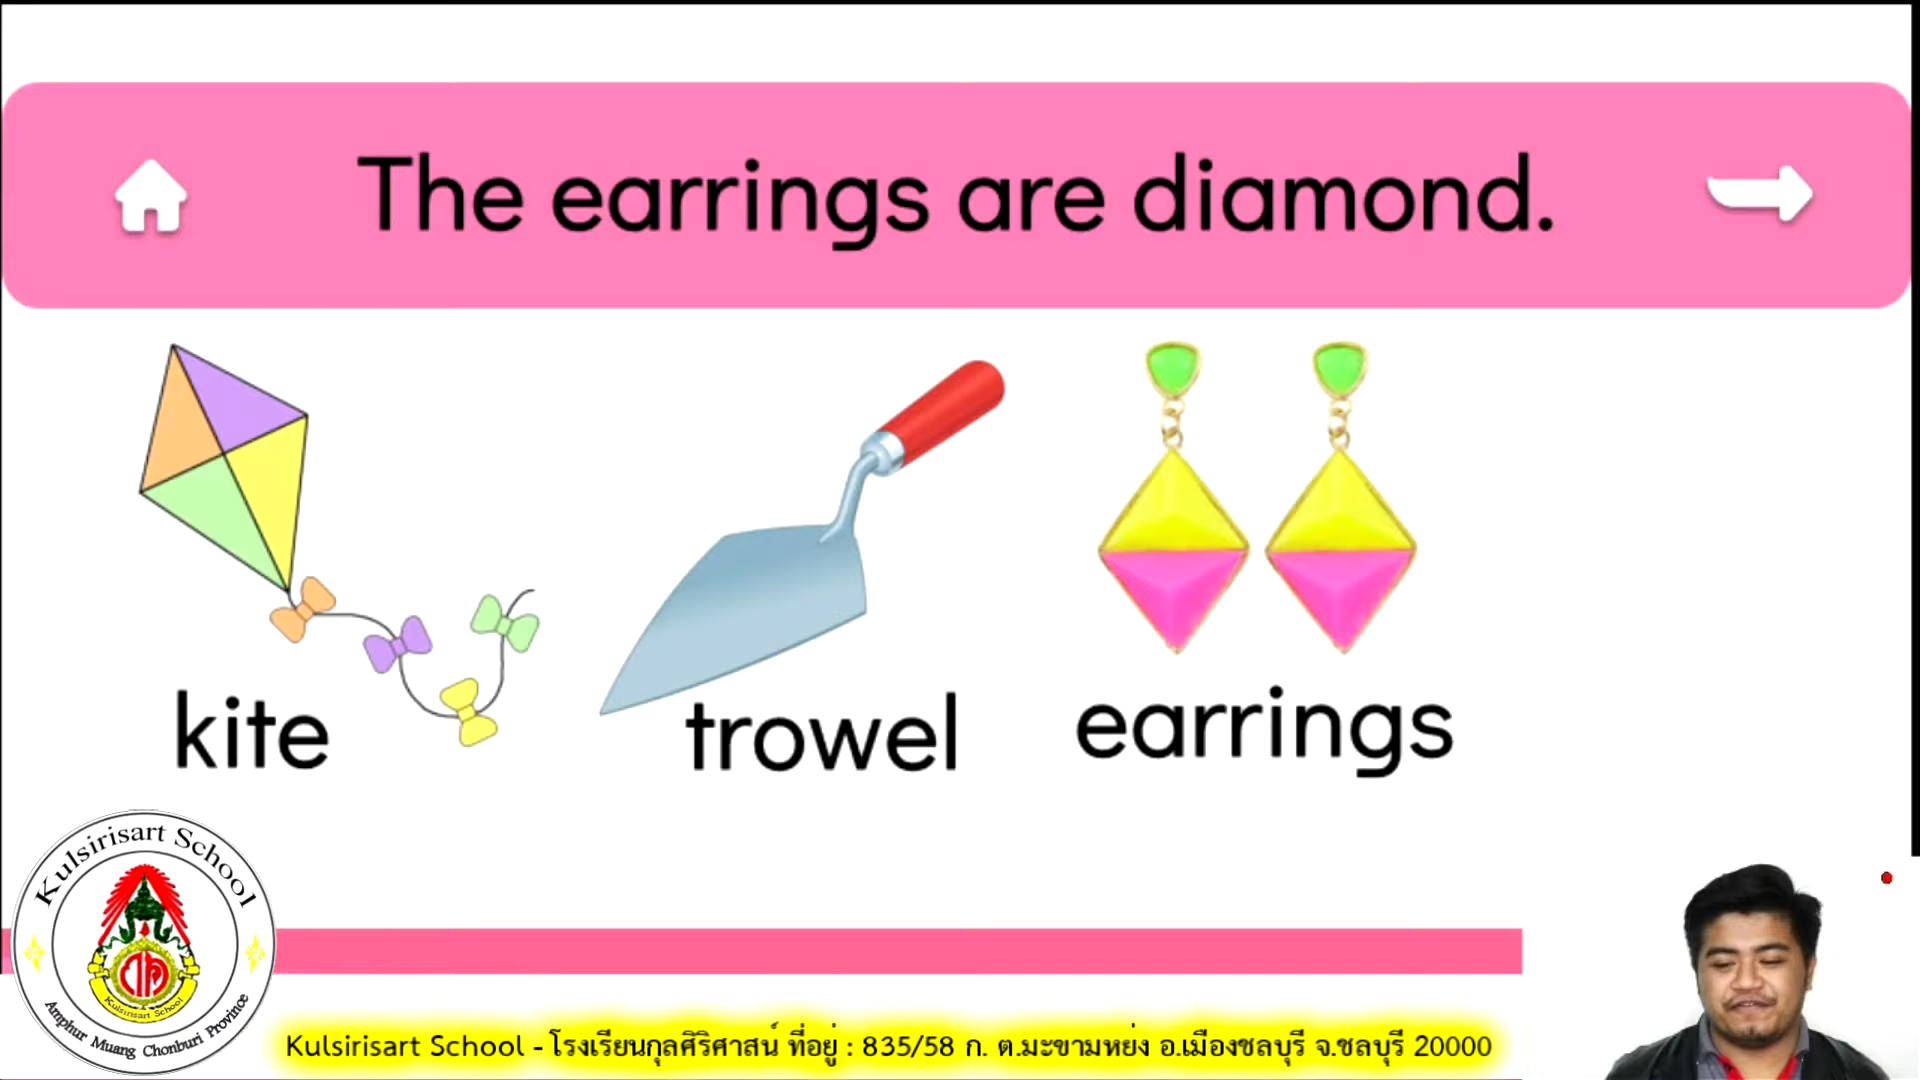 The earrings are diamond.
kite
trowel
earrings
Kulsirisart School
Kulsirisart School
Amphur Muang Chonburi Province
Kulsirisart School - โรงเรียนกุลศิริศาสน์ ที่อยู่ : 835/58 ก. ต.มะขามหย่ง อ.เมืองชลบุรี จ.ชลบุรี 20000